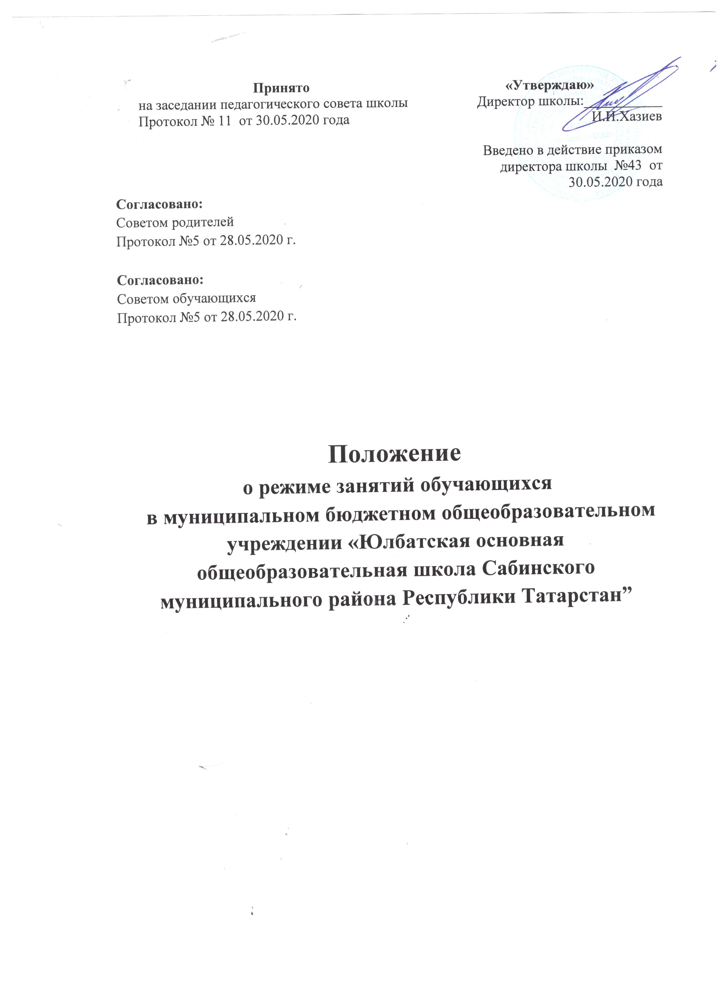 Принято
на заседании педагогического совета школы
Протокол № 11 от 30.05.2020 года
«Утверждаю»
Директор школы:___________
И.И.Хазиев
Введено в действие приказом
директора школы №43 от
30.05.2020 года
Согласовано:
Советом родителей
Протокол №5 от 28.05.2020 г.
Согласовано:
Советом обучающихся
Протокол №5 от 28.05.2020 г.
Положение
о режиме занятий обучающихся
в муниципальном бюджетном общеобразовательном
учреждении «Юлбатская основная
общеобразовательная школа Сабинского
муниципального района Республики Татарстан”